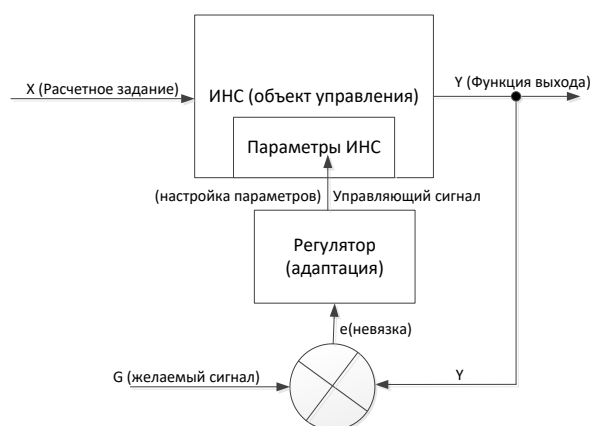 X (Расчетное задание)
ИНС (объект управления)
Y (Функция выхода)
Параметры ИНС
(настройка параметров)
Управляющий сигнал
Регулятор
(адаптация)
e(невязка)
G (желаемый сигнал)
Y